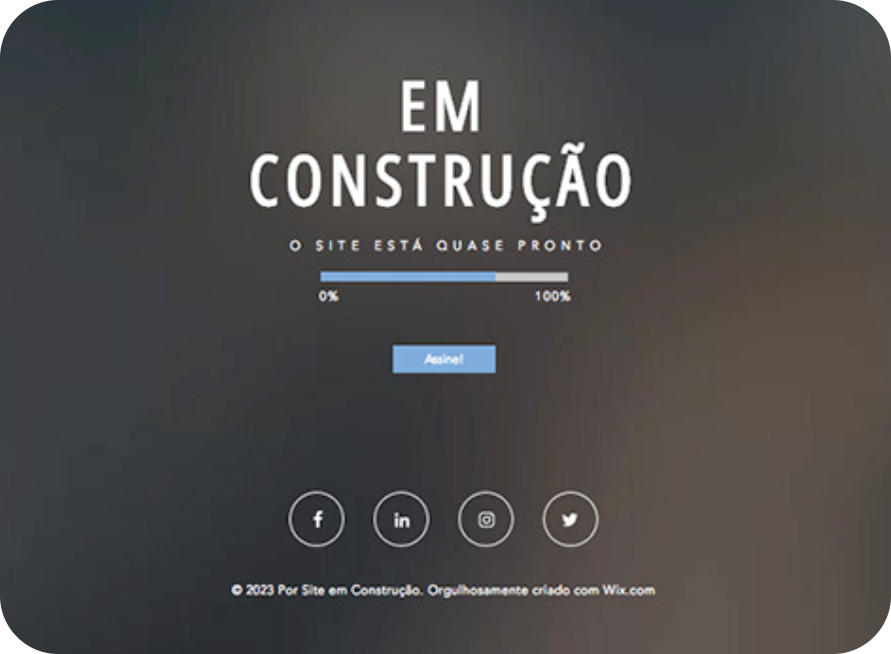 EM
CONSTRUÇÃO
O SITE ESTÁ QUASE PRONTO
0% 100%
Assine!
© 2023 Por Site em Construção. Orgulhosamente criado com Wix.com